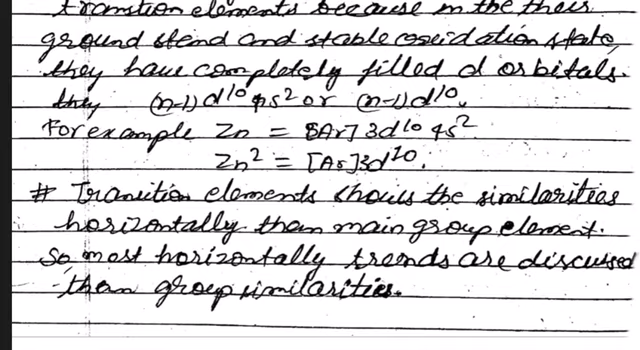 transtion elements because in the their
ground stend and stable oxidation state,
they have completely filled d orbitals.
they (n-1)d10 ns2 or (n-1)d10.
For example Zn = [Ar] 3d10 4s2
Zn2 = [Ar]3d10.
# Transition elements shows the similarities
horizontally than main group element.
So most horizontally trends are discussed
than group similarities.